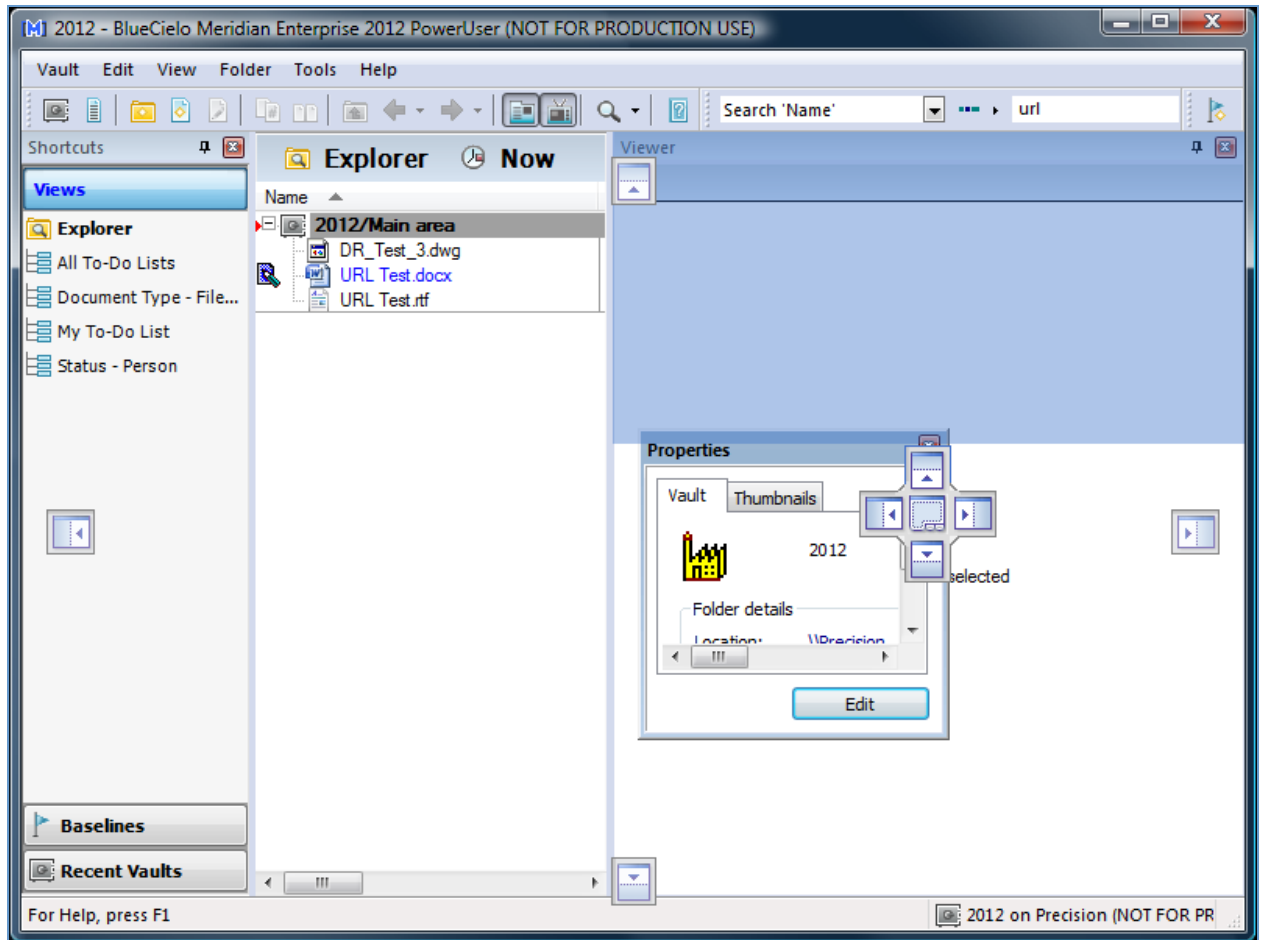 [M] 2012 - BlueCielo Meridian Enterprise 2012 PowerUser (NOT FOR PRODUCTION USE)
Vault Edit View Folder Tools Help
Search 'Name' url
Shortcuts
Views
Explorer
All To-Do Lists
Document Type - File...
My To-Do List
Status - Person
Baselines
Recent Vaults
Explorer Now
Name
2012/Main area
DR_Test_3.dwg
URL Test.docx
URL Test.rtf
Viewer
Properties
Vault Thumbnails
2012
selected
Folder details
Location: \\Precision
Edit
For Help, press F1
2012 on Precision (NOT FOR PR